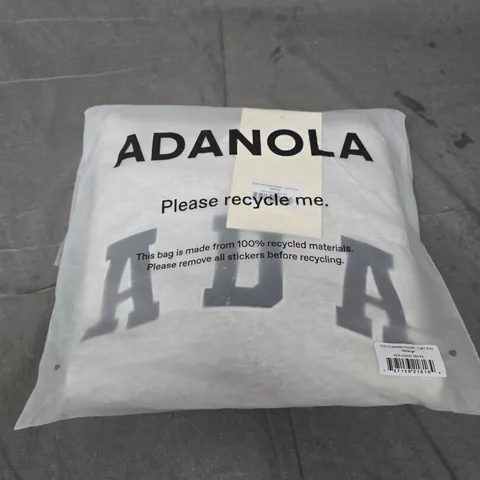 ADANOLA
Please recycle me.
This bag is made from 100% recycled materials.
Please remove all stickers before recycling.
ADA
Melange